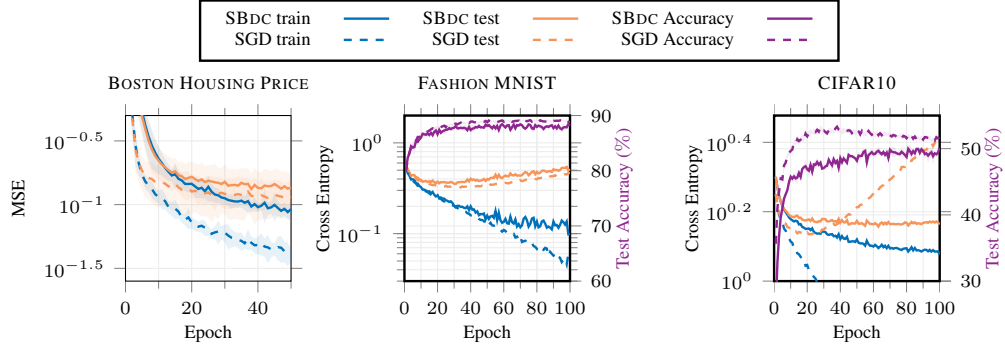 SBDC train SBDC test SBDC Accuracy
SGD train SGD test SGD Accuracy
BOSTON HOUSING PRICE
MSE
10^−0.5
10^−1
10^−1.5
0 20 40
Epoch
FASHION MNIST
Cross Entropy
10^0
10^−1
0 20 40 60 80 100
Epoch
90
80
70
60
Test Accuracy (%)
CIFAR10
Cross Entropy
10^0.4
10^0.2
10^0
0 20 40 60 80 100
Epoch
50
40
30
Test Accuracy (%)